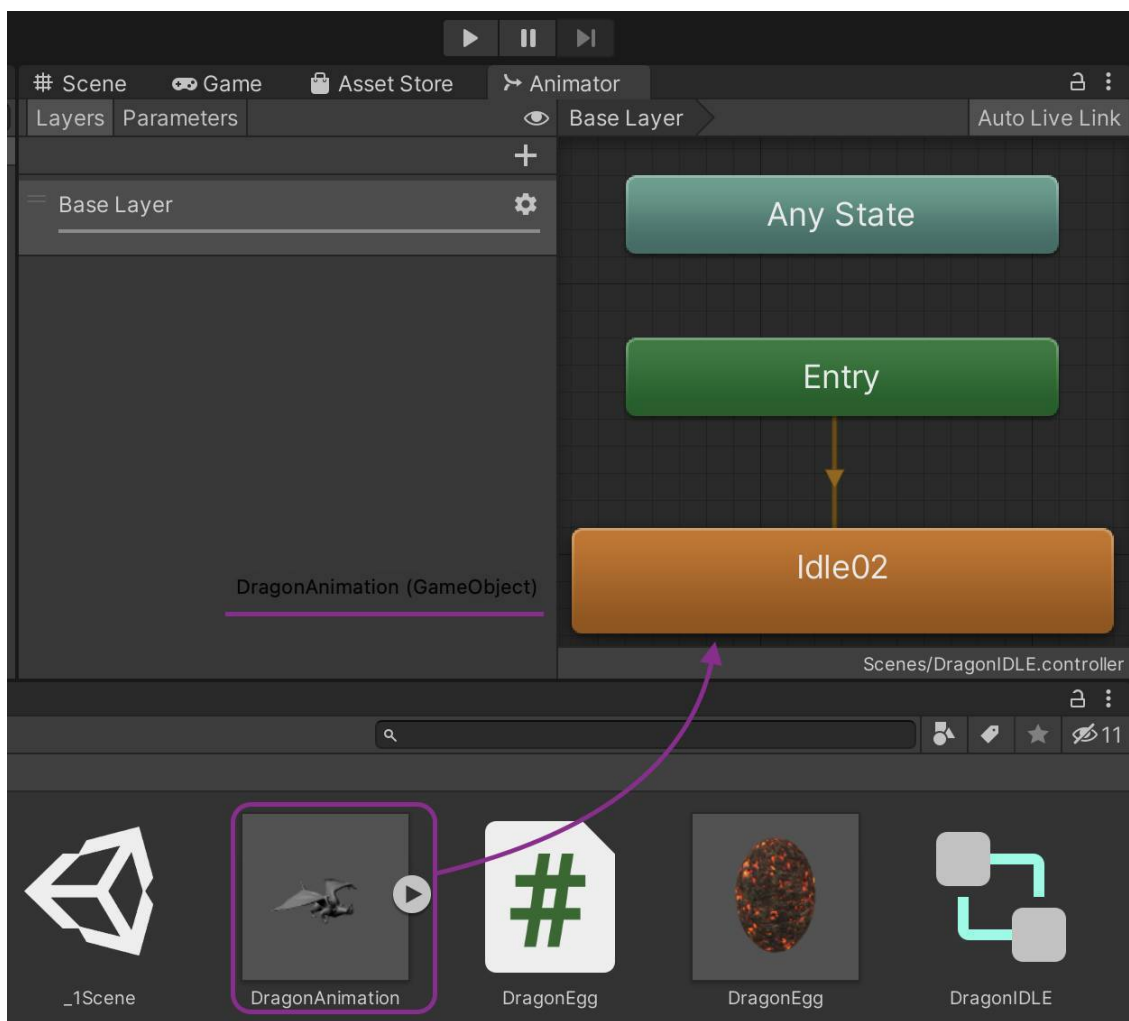 Scene Game Asset Store Animator
Layers Parameters Base Layer Auto Live Link
Base Layer
Any State
Entry
Idle02
DragonAnimation (GameObject)
Scenes/DragonIDLE.controller
11
#
_1Scene DragonAnimation DragonEgg DragonEgg DragonIDLE